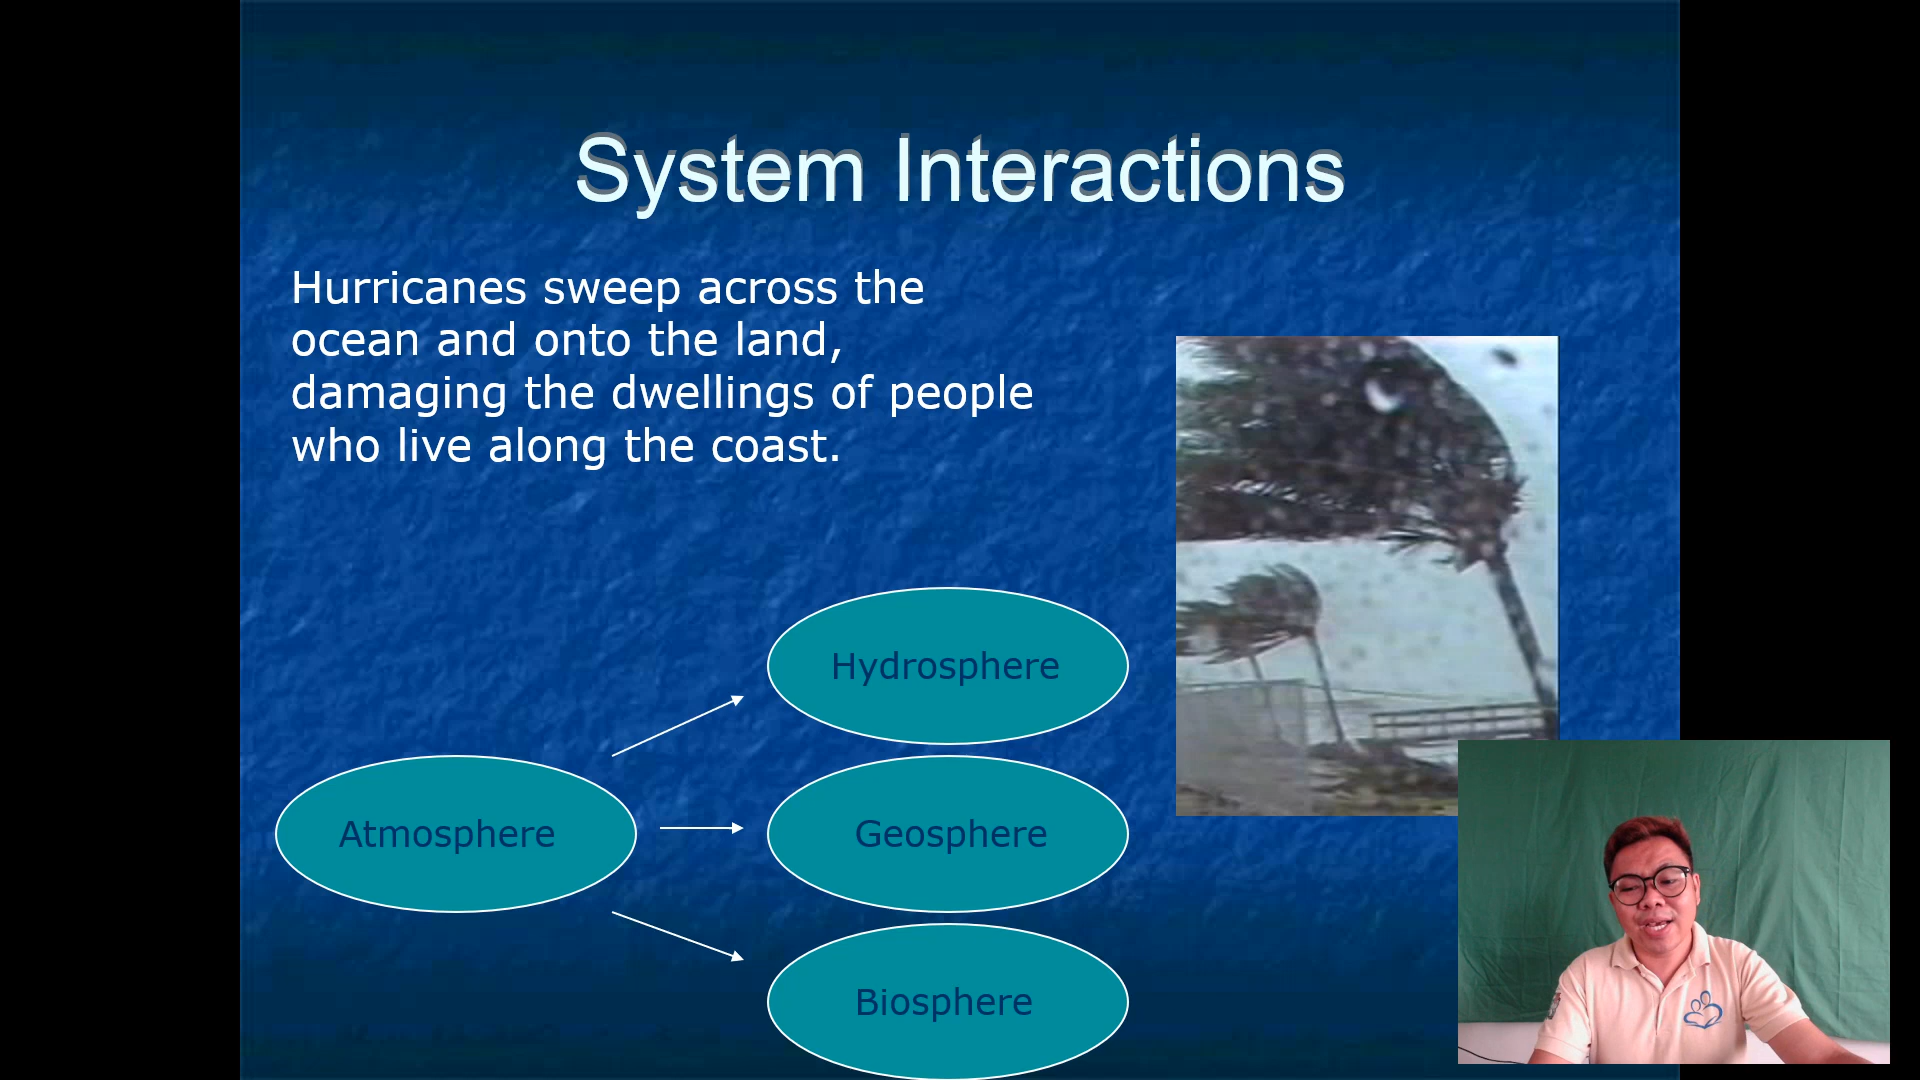 System Interactions
Hurricanes sweep across the
ocean and onto the land,
damaging the dwellings of people
who live along the coast.
Hydrosphere
Atmosphere
Geosphere
Biosphere